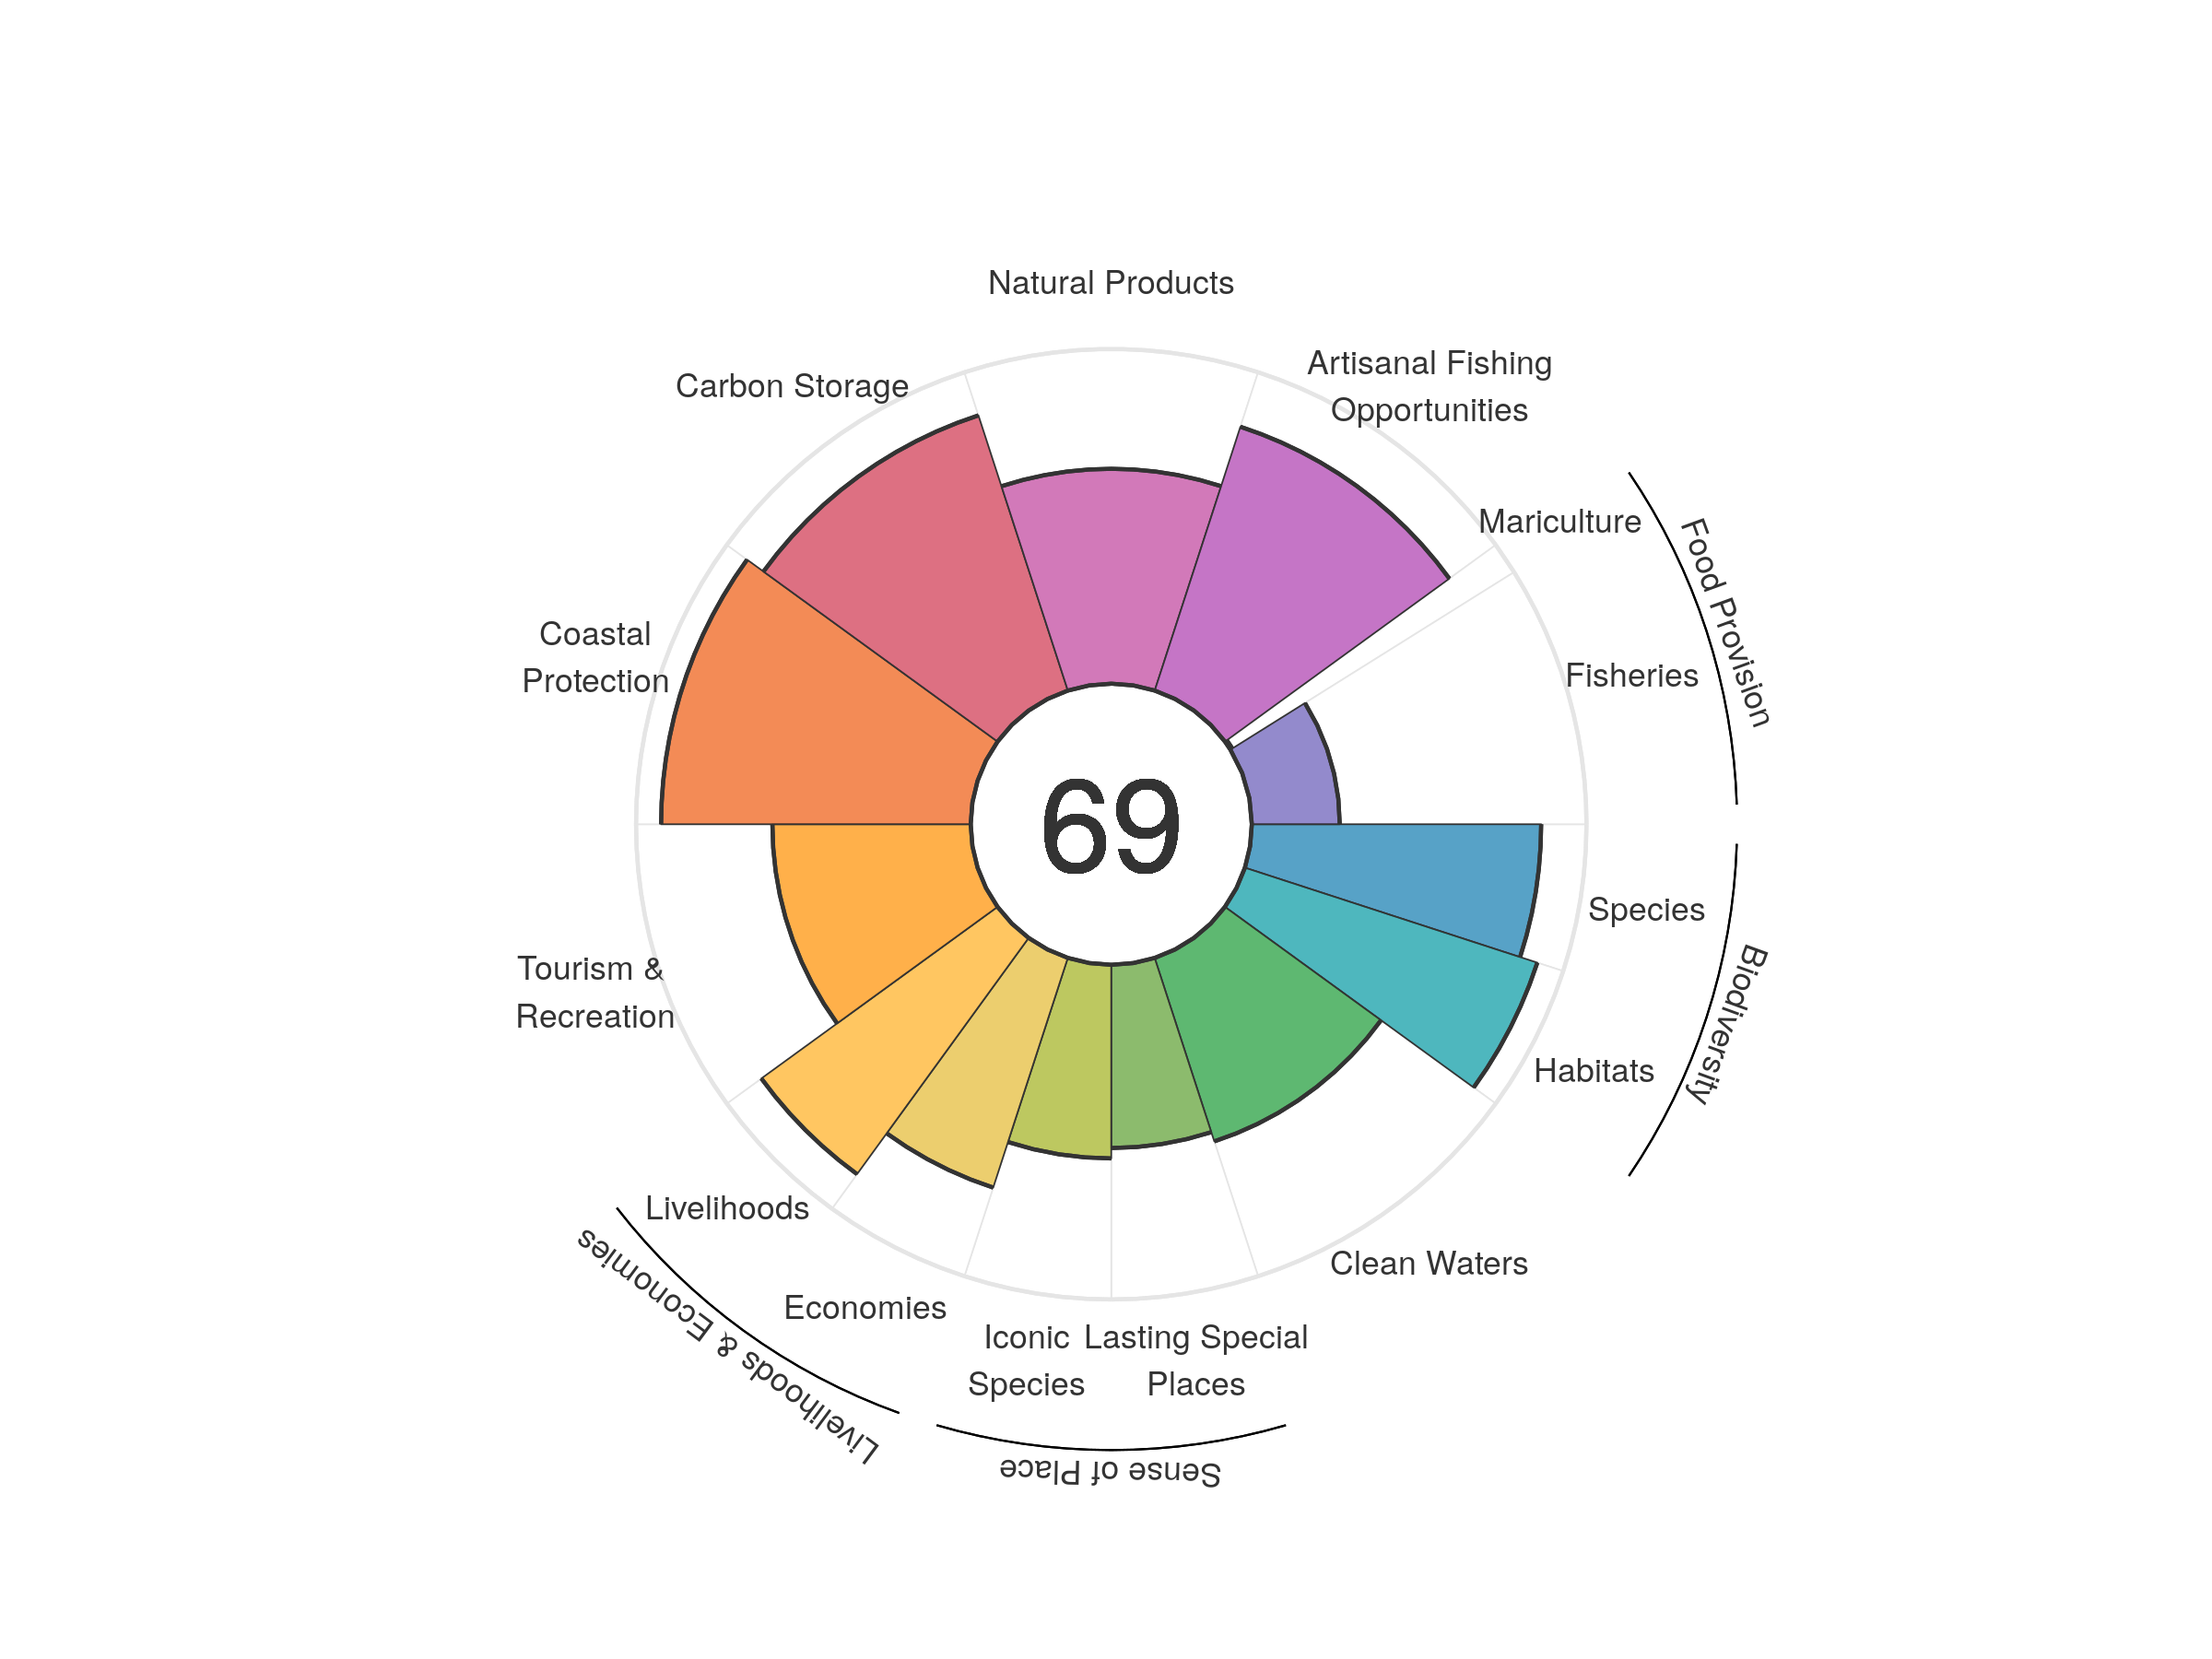 Natural Products
Artisanal Fishing
Opportunities
Carbon Storage
Mariculture
Food Provision
Coastal
Protection
Fisheries
69
Species
Biodiversity
Tourism &
Recreation
Habitats
Livelihoods
Livelihoods & Economies
Clean Waters
Economies
Iconic
Species
Lasting Special
Places
Sense of Place